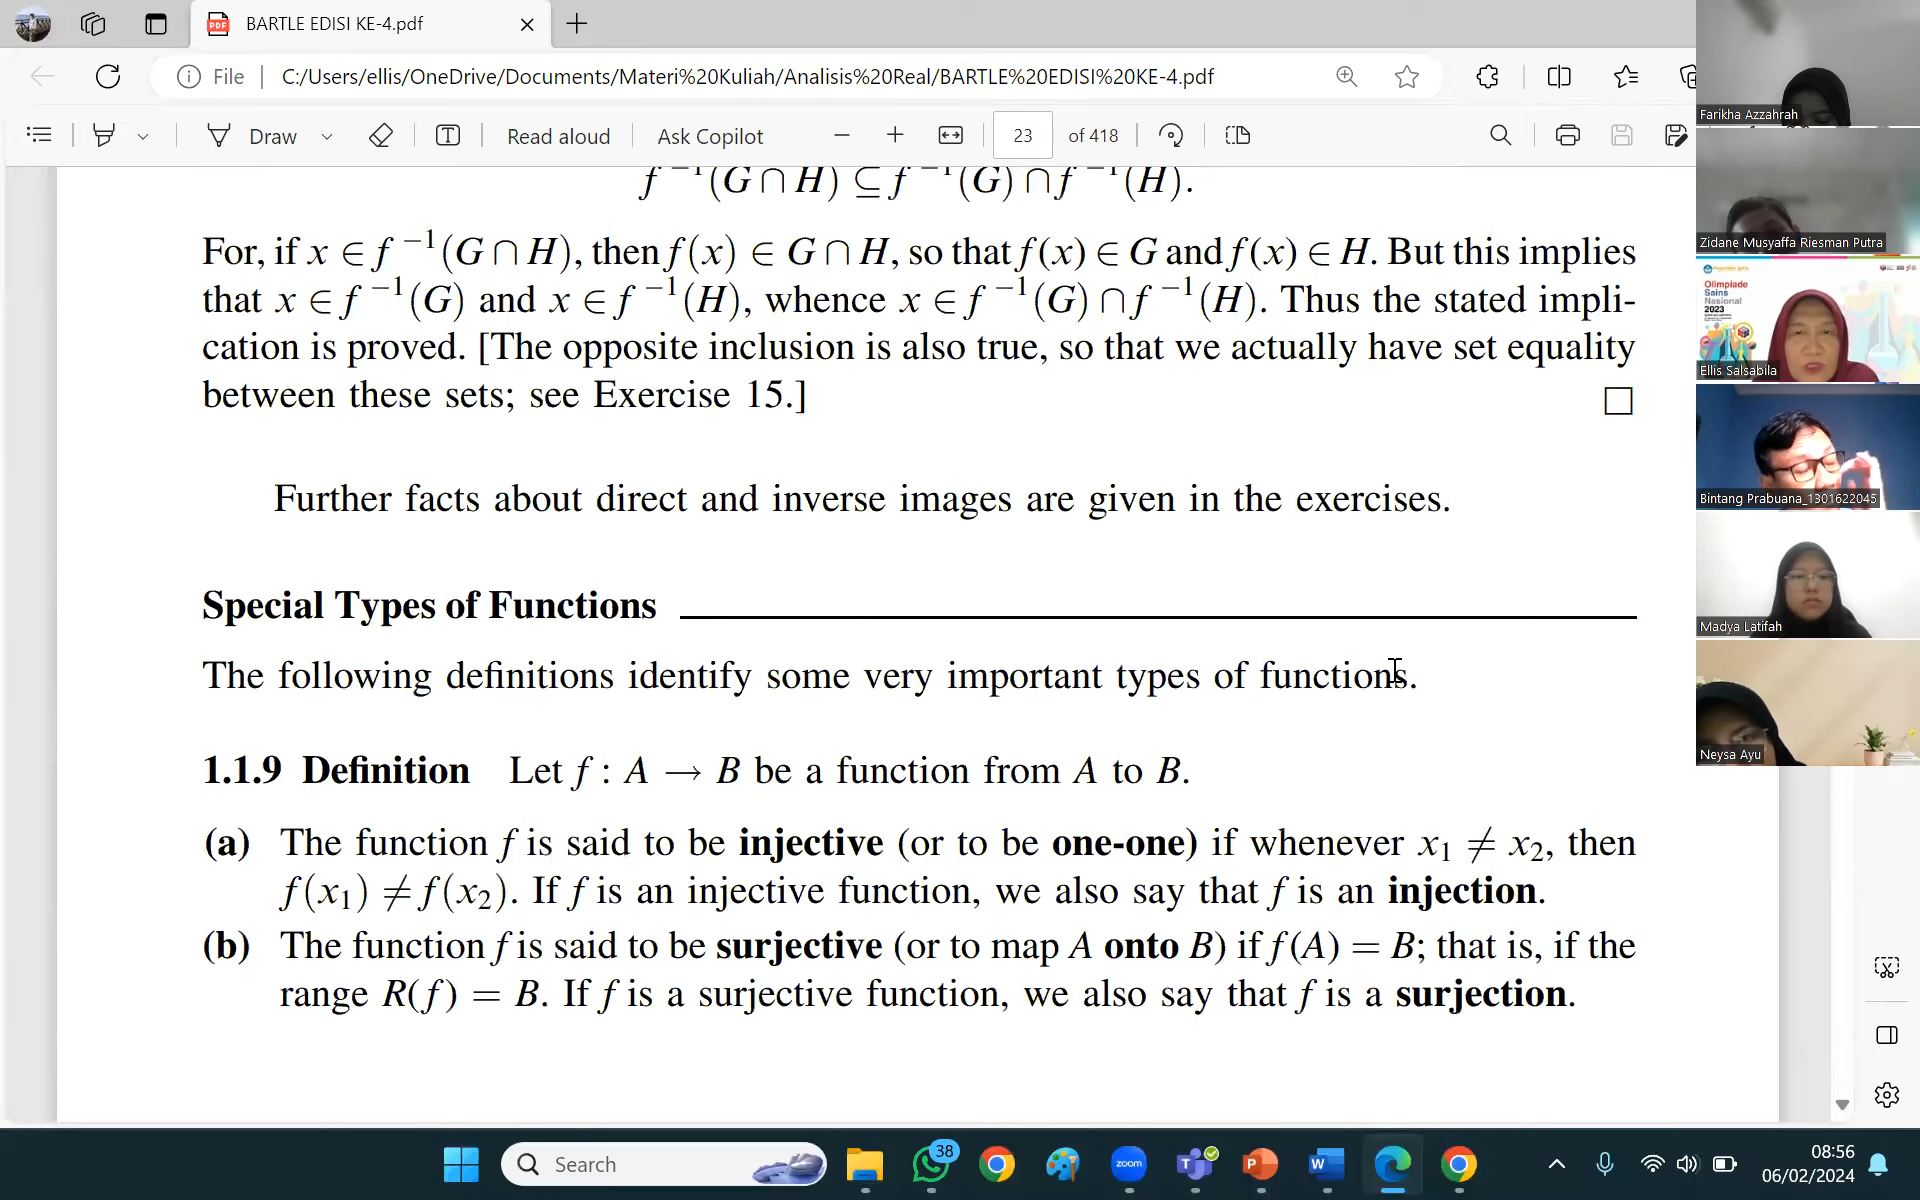 BARTLE EDISI KE-4.pdf
File
C:/Users/ellis/OneDrive/Documents/Materi%20Kuliah/Analisis%20Real/BARTLE%20EDISI%20KE-4.pdf
Draw
Read aloud
Ask Copilot
23 of 418
f⁻¹(G ∩ H) ⊆ f⁻¹(G) ∩ f⁻¹(H).
For, if x ∈ f⁻¹(G ∩ H), then f(x) ∈ G ∩ H, so that f(x) ∈ G and f(x) ∈ H. But this implies
that x ∈ f⁻¹(G) and x ∈ f⁻¹(H), whence x ∈ f⁻¹(G) ∩ f⁻¹(H). Thus the stated impli-
cation is proved. [The opposite inclusion is also true, so that we actually have set equality
between these sets; see Exercise 15.] □
Further facts about direct and inverse images are given in the exercises.
Special Types of Functions
The following definitions identify some very important types of functions.
1.1.9 Definition Let f : A → B be a function from A to B.
(a) The function f is said to be injective (or to be one-one) if whenever x₁ ≠ x₂, then
f(x₁) ≠ f(x₂). If f is an injective function, we also say that f is an injection.
(b) The function f is said to be surjective (or to map A onto B) if f(A) = B; that is, if the
range R(f) = B. If f is a surjective function, we also say that f is a surjection.
Farikha Azzahrah
Zidane Musyaffa Riesman Putra
Olimpiade
Sains
Nasional
2023
Ellis Salsabila
Bintang Prabuana_1301622045
Madya Latifah
Neysa Ayu
Search
38
zoom
08:56
06/02/2024